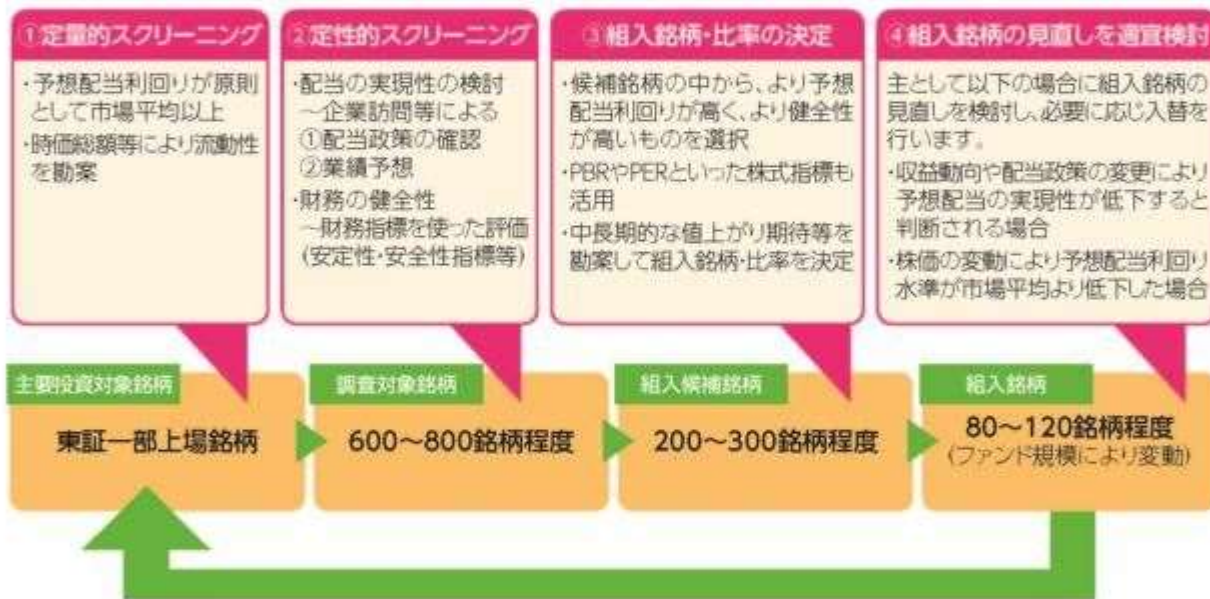 ①定量的スクリーニング
・予想配当利回りが原則
として市場平均以上
・時価総額等により流動性
を勘案
②定性的スクリーニング
・配当の実現性の検討
～企業訪問等による
①配当政策の確認
②業績予想
・財務の健全性
～財務指標を使った評価
(安定性・安全性指標等)
③組入銘柄・比率の決定
・候補銘柄の中から、より予想
配当利回りが高く、より健全性
が高いものを選択
・PBRやPERといった株式指標も
活用
・中長期的な値上がり期待等を
勘案して組入銘柄・比率を決定
④組入銘柄の見直しを適宜検討
主として以下の場合に組入銘柄の
見直しを検討し、必要に応じ入替を
行います。
・収益動向や配当政策の変更により
予想配当の実現性が低下すると
判断される場合
・株価の変動により予想配当利回り
水準が市場平均より低下した場合
主要投資対象銘柄
東証一部上場銘柄
調査対象銘柄
600～800銘柄程度
組入候補銘柄
200～300銘柄程度
組入銘柄
80～120銘柄程度
(ファンド規模により変動)